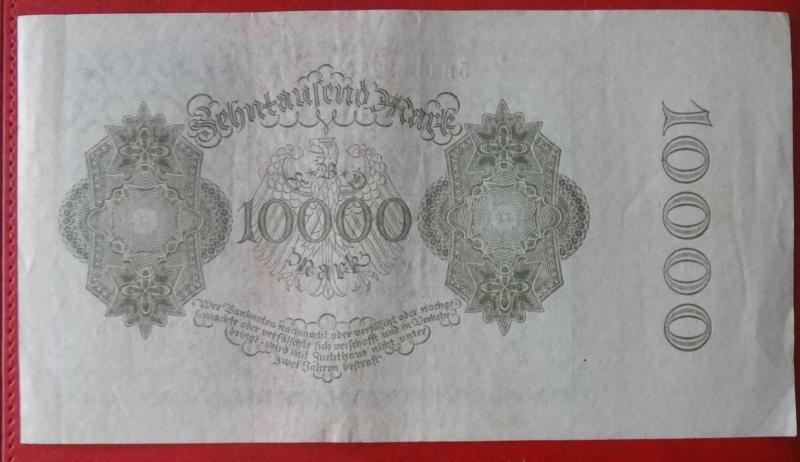 Zehntausend Mark
R B D
10000
Mark
Wer Banknoten nachmacht oder verfälscht oder nachge-
machte oder verfälschte sich verschafft und in Verkehr
bringt, wird mit Zuchthaus nicht unter
zwei Jahren bestraft
10000